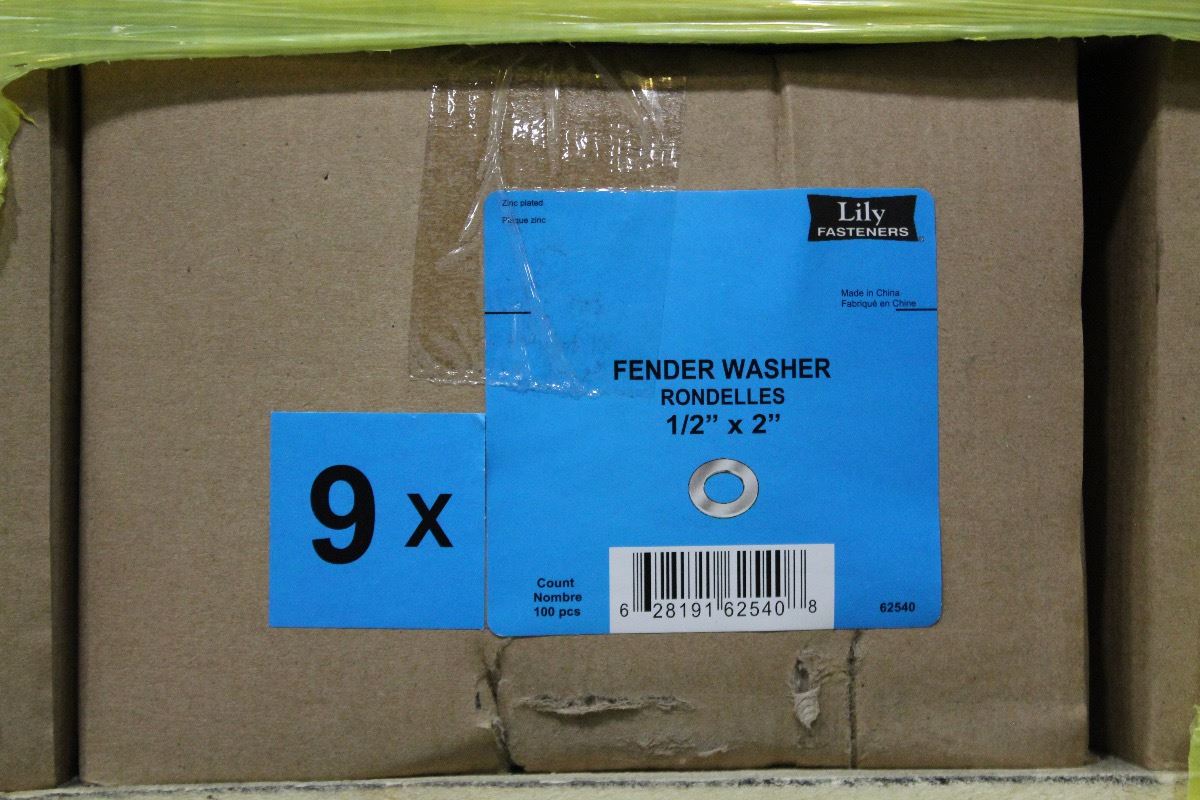 Zinc plated
Plaque zinc
Lily
FASTENERS
Made in China
Fabriqué en Chine
FENDER WASHER
RONDELLES
1/2” x 2”
9 x
Count
Nombre
100 pcs
6 28191 62540 8
62540